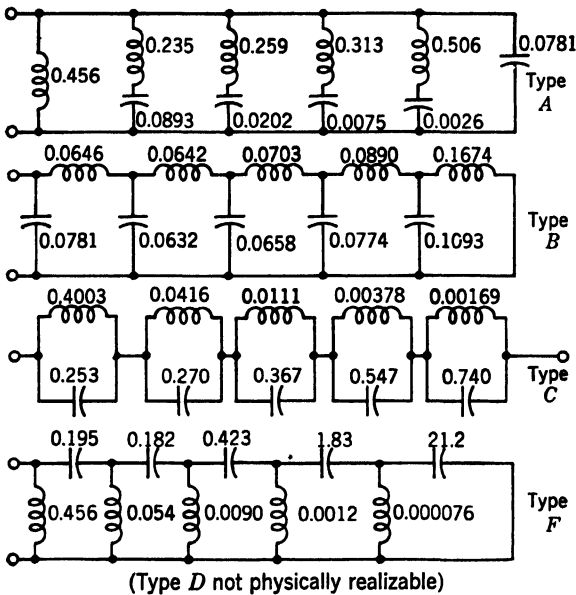 0.235 0.259 0.313 0.506 0.0781
0.456
Type
A
0.0893 0.0202 0.0075 0.0026
0.0646 0.0642 0.0703 0.0890 0.1674
Type
B
0.0781 0.0632 0.0658 0.0774 0.1093
0.4003 0.0416 0.0111 0.00378 0.00169
0.253 0.270 0.367 0.547 0.740
Type
C
0.195 0.182 0.423 1.83 21.2
Type
F
0.456 0.054 0.0090 0.0012 0.000076
(Type D not physically realizable)